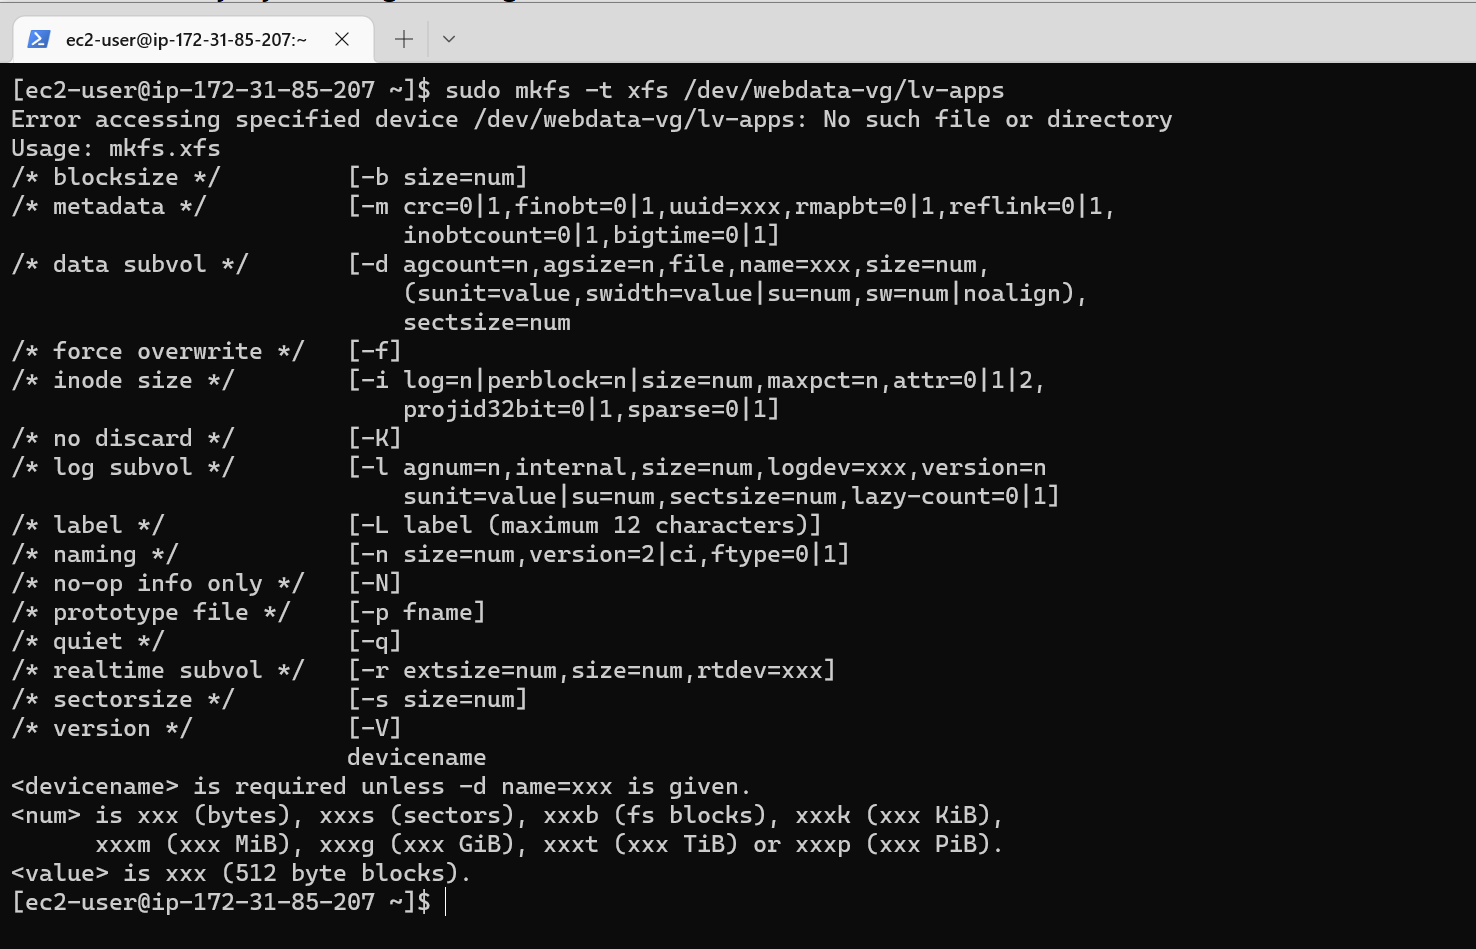 ec2-user@ip-172-31-85-207:~
[ec2-user@ip-172-31-85-207 ~]$ sudo mkfs -t xfs /dev/webdata-vg/lv-apps
Error accessing specified device /dev/webdata-vg/lv-apps: No such file or directory
Usage: mkfs.xfs
/* blocksize */         [-b size=num]
/* metadata */          [-m crc=0|1,finobt=0|1,uuid=xxx,rmapbt=0|1,reflink=0|1,
                            inobtcount=0|1,bigtime=0|1]
/* data subvol */       [-d agcount=n,agsize=n,file,name=xxx,size=num,
                            (sunit=value,swidth=value|su=num,sw=num|noalign),
                            sectsize=num
/* force overwrite */   [-f]
/* inode size */        [-i log=n|perblock=n|size=num,maxpct=n,attr=0|1|2,
                            projid32bit=0|1,sparse=0|1]
/* no discard */        [-K]
/* log subvol */        [-l agnum=n,internal,size=num,logdev=xxx,version=n
                            sunit=value|su=num,sectsize=num,lazy-count=0|1]
/* label */             [-L label (maximum 12 characters)]
/* naming */            [-n size=num,version=2|ci,ftype=0|1]
/* no-op info only */   [-N]
/* prototype file */    [-p fname]
/* quiet */             [-q]
/* realtime subvol */   [-r extsize=num,size=num,rtdev=xxx]
/* sectorsize */        [-s size=num]
/* version */           [-V]
                        devicename
<devicename> is required unless -d name=xxx is given.
<num> is xxx (bytes), xxxs (sectors), xxxb (fs blocks), xxxk (xxx KiB),
      xxxm (xxx MiB), xxxg (xxx GiB), xxxt (xxx TiB) or xxxp (xxx PiB).
<value> is xxx (512 byte blocks).
[ec2-user@ip-172-31-85-207 ~]$